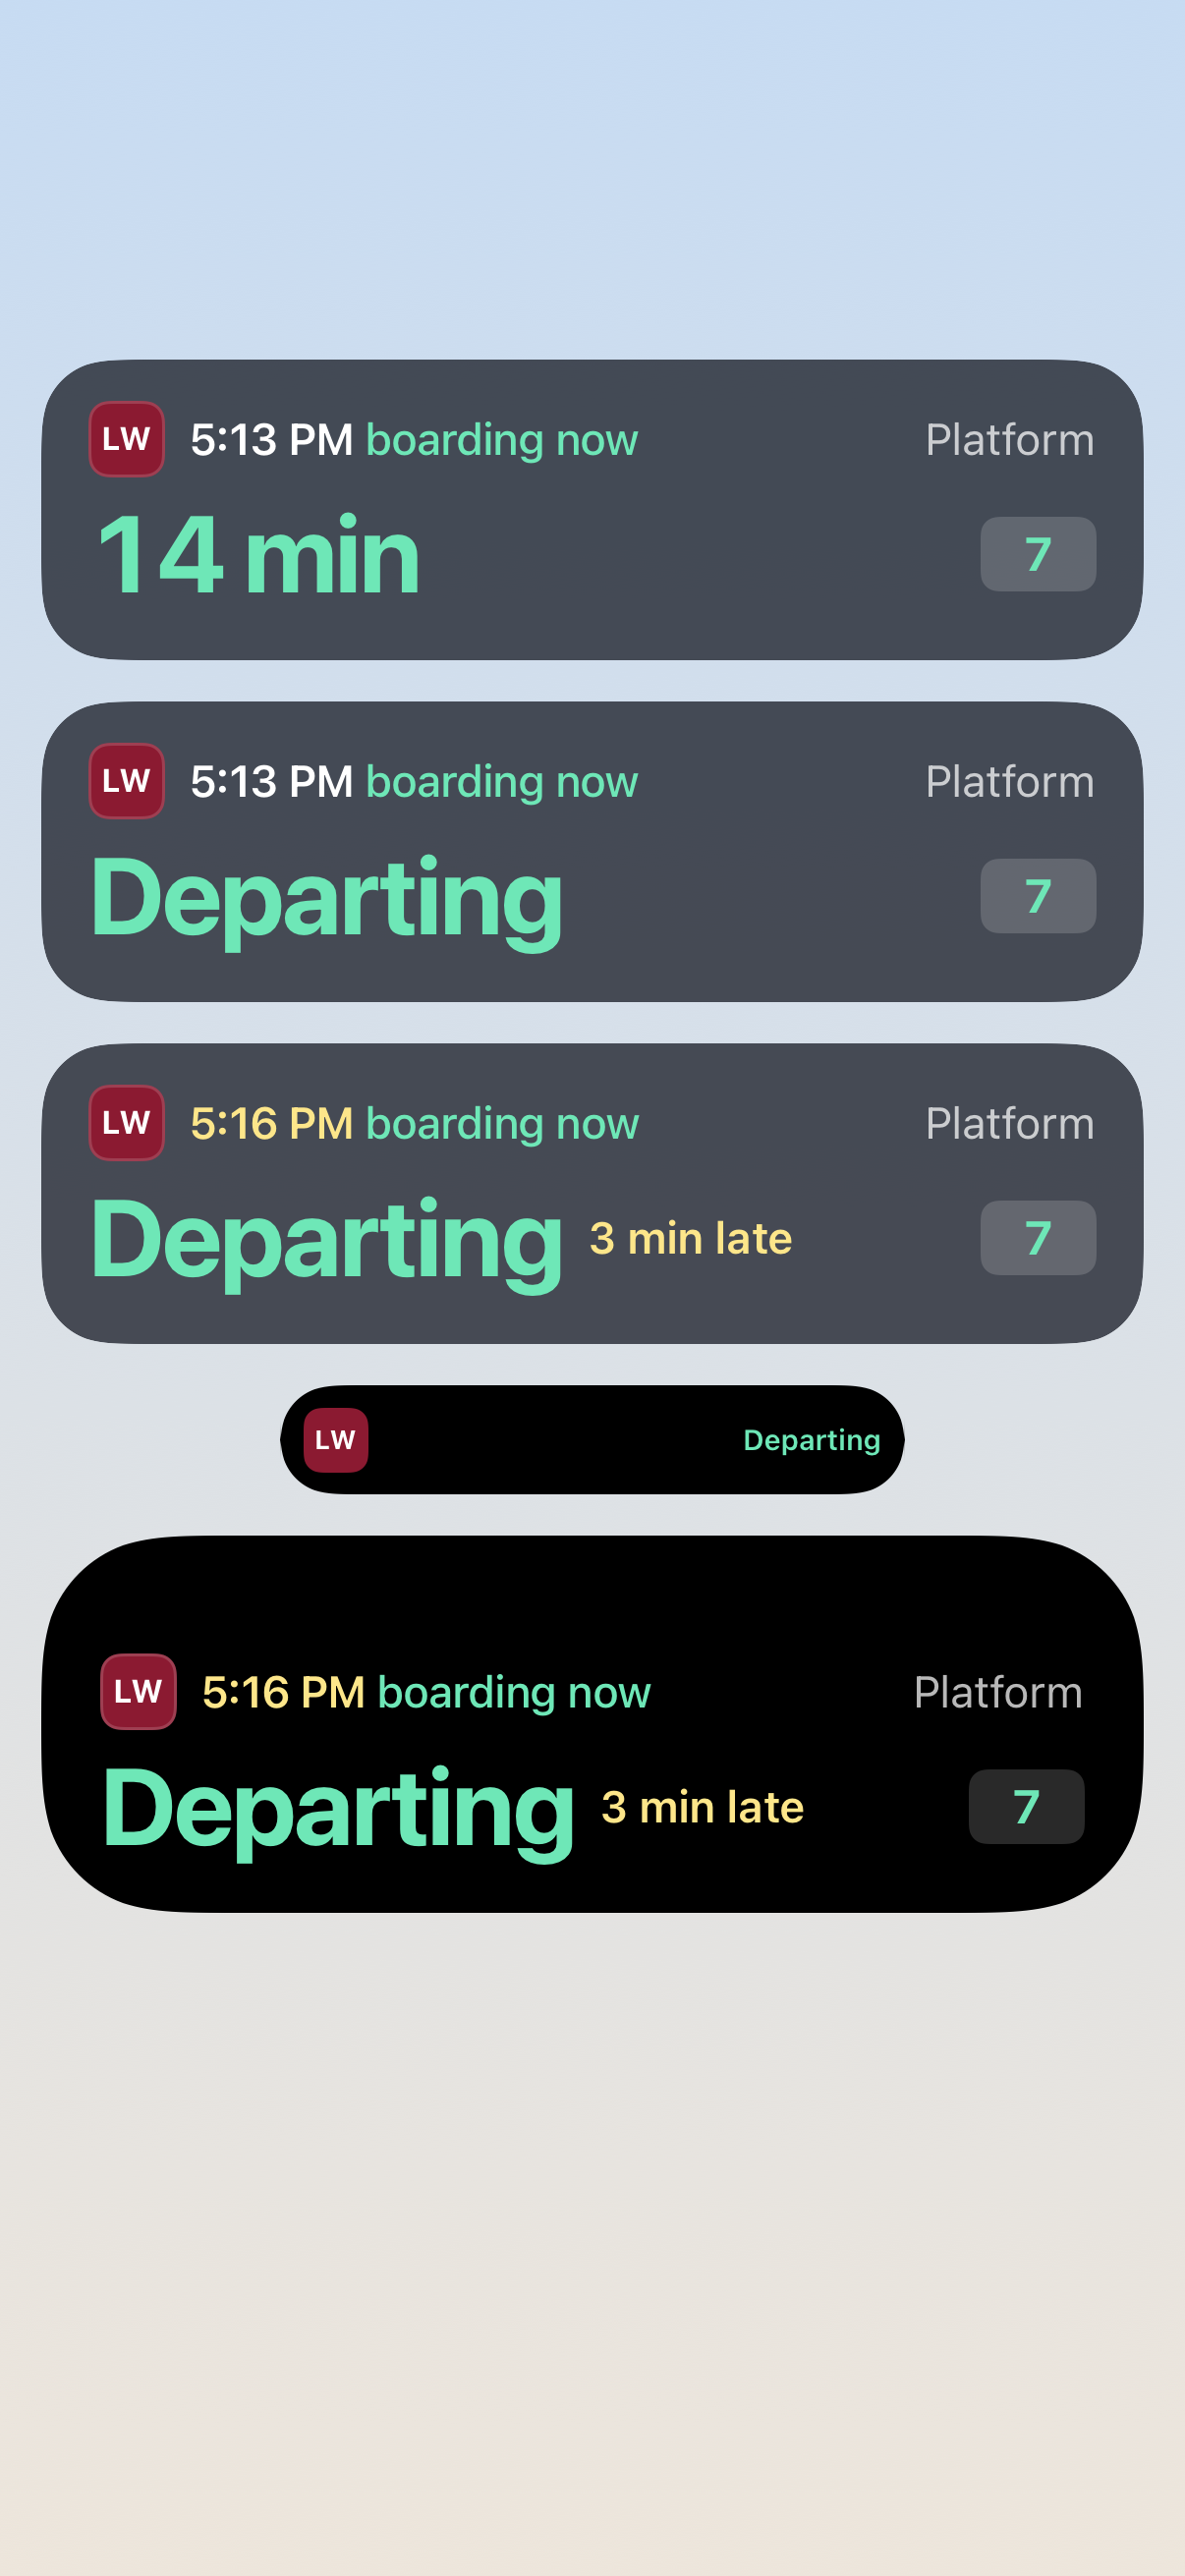 LW 5:13 PM boarding now Platform
14 min 7
LW 5:13 PM boarding now Platform
Departing 7
LW 5:16 PM boarding now Platform
Departing 3 min late 7
LW Departing
LW 5:16 PM boarding now Platform
Departing 3 min late 7